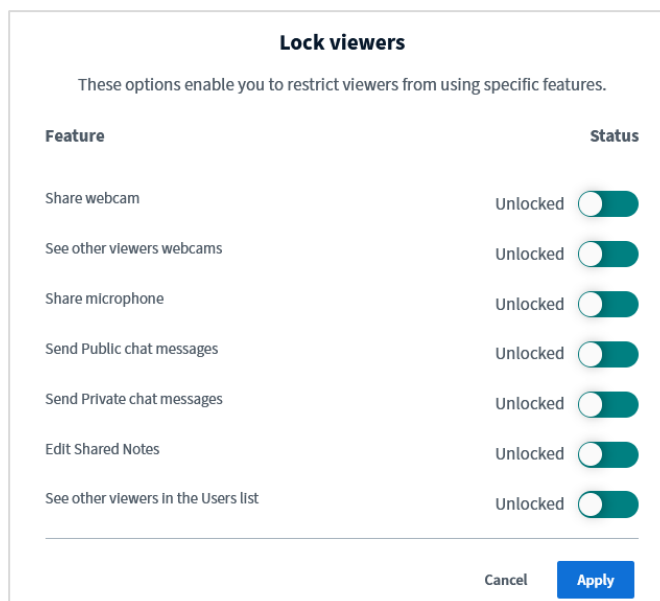 Lock viewers
These options enable you to restrict viewers from using specific features.
Feature Status
Share webcam Unlocked
See other viewers webcams Unlocked
Share microphone Unlocked
Send Public chat messages Unlocked
Send Private chat messages Unlocked
Edit Shared Notes Unlocked
See other viewers in the Users list Unlocked
Cancel Apply